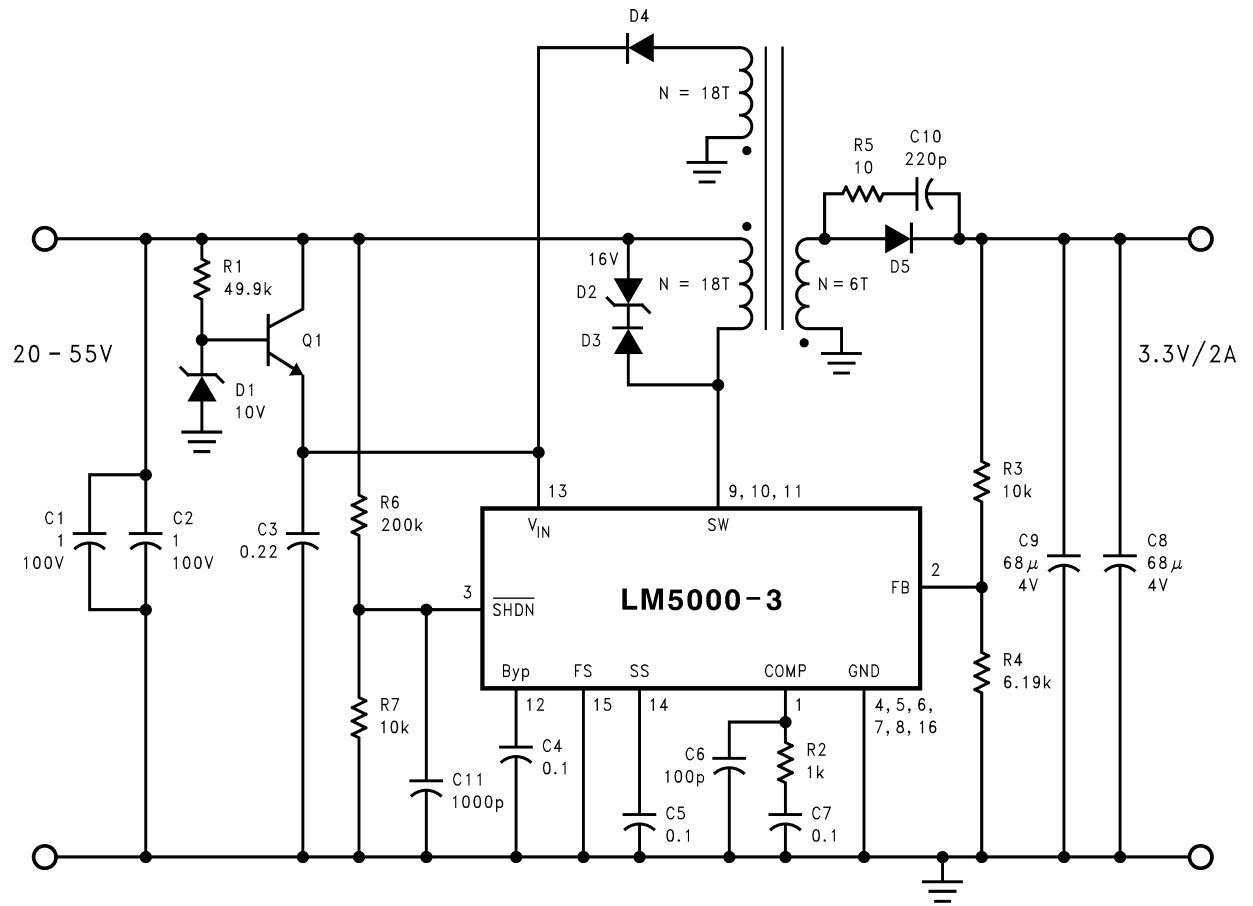 D4
N = 18T
R5
10
C10
220p
R1
49.9k
16V
D2
N = 18T
N = 6T
D5
Q1
D3
20-55V
3.3V/2A
D1
10V
13
9, 10, 11
R3
10k
C1
1
100V
C2
1
100V
C3
0.22
R6
200k
VIN
SW
C9
68μ
4V
C8
68μ
4V
2
FB
3
SHDN
LM5000-3
R4
6.19k
Byp
FS
SS
COMP
GND
R7
10k
12
15
14
1
4, 5, 6,
7, 8, 16
C4
0.1
C6
100p
R2
1k
C11
1000p
C5
0.1
C7
0.1